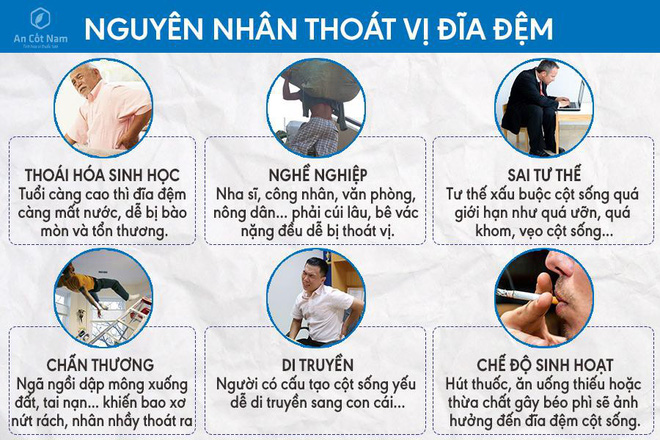 An Cốt Nam
NGUYÊN NHÂN THOÁT VỊ ĐĨA ĐỆM
THOÁI HÓA SINH HỌC
Tuổi càng cao thì đĩa đệm
càng mất nước, dễ bị bào
mòn và tổn thương.
NGHỀ NGHIỆP
Nha sĩ, công nhân, văn phòng,
nông dân... phải cúi lâu, bê vác
nặng đều dễ bị thoát vị.
SAI TƯ THẾ
Tư thế xấu buộc cột sống quá
giới hạn như quá ưỡn, quá
khom, vẹo cột sống...
CHẤN THƯƠNG
Ngã ngồi dập mông xuống
đất, tai nạn... khiến bao xơ
nứt rách, nhân nhầy thoát ra
DI TRUYỀN
Người có cấu tạo cột sống yếu
dễ di truyền sang con cái...
CHẾ ĐỘ SINH HOẠT
Hút thuốc, ăn uống thiếu hoặc
thừa chất gây béo phì sẽ ảnh
hưởng đến đĩa đệm cột sống.